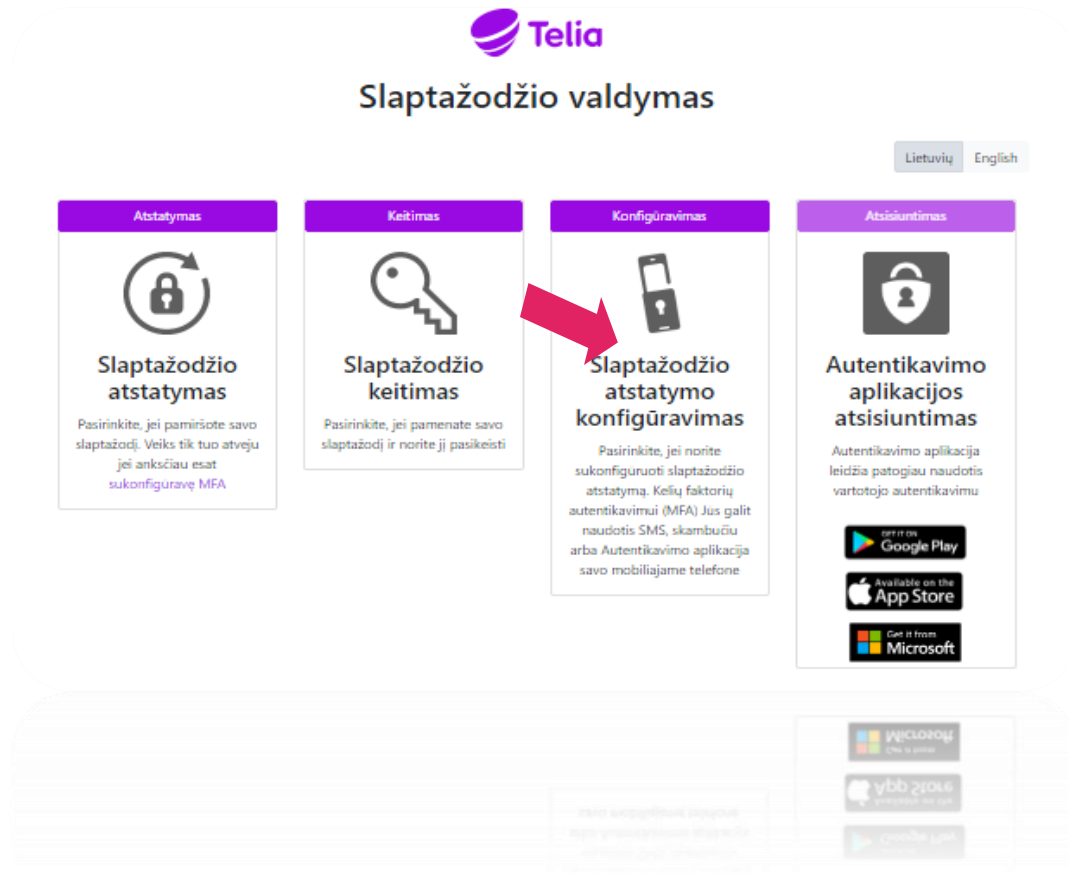 Telia
Slaptažodžio valdymas
Lietuvių English
Atstatymas
Slaptažodžio
atstatymas
Pasirinkite, jei pamiršote savo
slaptažodį. Veiks tik tuo atveju
jei anksčiau esat
sukonfigūravę MFA
Keitimas
Slaptažodžio
keitimas
Pasirinkite, jei pamenate savo
slaptažodį ir norite jį pasikeisti
Konfigūravimas
Slaptažodžio
atstatymo
konfigūravimas
Pasirinkite, jei norite
sukonfiguruoti slaptažodžio
atstatymą. Kelių faktorių
autentikavimui (MFA) Jus galit
naudotis SMS, skambučiu
arba Autentikavimo aplikacija
savo mobiliajame telefone
Atsisiuntimas
Autentikavimo
aplikacijos
atsisiuntimas
Autentikavimo aplikacija
leidžia patogiau naudotis
vartotojo autentikavimu
GET IT ON
Google Play
Available on the
App Store
Get it from
Microsoft